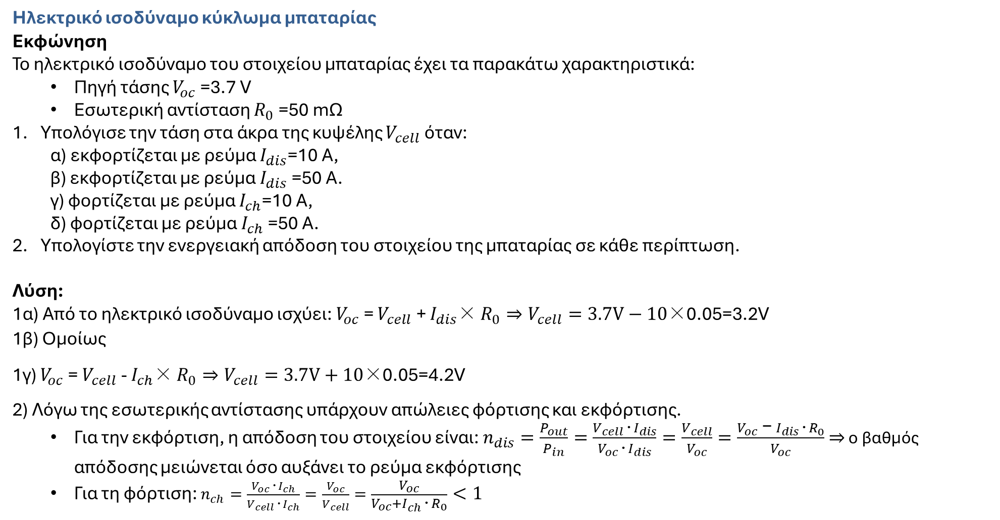 Ηλεκτρικό ισοδύναμο κύκλωμα μπαταρίας
Εκφώνηση
Το ηλεκτρικό ισοδύναμο του στοιχείου μπαταρίας έχει τα παρακάτω χαρακτηριστικά:
• Πηγή τάσης $V_{oc}$ =3.7 V
• Εσωτερική αντίσταση $R_0$ =50 mΩ
1. Υπολόγισε την τάση στα άκρα της κυψέλης $V_{cell}$ όταν:
α) εκφορτίζεται με ρεύμα $I_{dis}$=10 A,
β) εκφορτίζεται με ρεύμα $I_{dis}$ =50 A.
γ) φορτίζεται με ρεύμα $I_{ch}$=10 A,
δ) φορτίζεται με ρεύμα $I_{ch}$ =50 A.
2. Υπολογίστε την ενεργειακή απόδοση του στοιχείου της μπαταρίας σε κάθε περίπτωση.
Λύση:
1α) Από το ηλεκτρικό ισοδύναμο ισχύει: $V_{oc}$ = $V_{cell}$ + $I_{dis} \times R_0 \Rightarrow V_{cell} = 3.7\text{V} - 10 \times$0.05=3.2V
1β) Ομοίως
1γ) $V_{oc}$ = $V_{cell}$ - $I_{ch} \times R_0 \Rightarrow V_{cell} = 3.7\text{V} + 10 \times$0.05=4.2V
2) Λόγω της εσωτερικής αντίστασης υπάρχουν απώλειες φόρτισης και εκφόρτισης.
• Για την εκφόρτιση, η απόδοση του στοιχείου είναι: $n_{dis} = \frac{P_{out}}{P_{in}} = \frac{V_{cell} \cdot I_{dis}}{V_{oc} \cdot I_{dis}} = \frac{V_{cell}}{V_{oc}} = \frac{V_{oc} - I_{dis} \cdot R_0}{V_{oc}} \Rightarrow$ ο βαθμός
απόδοσης μειώνεται όσο αυξάνει το ρεύμα εκφόρτισης
• Για τη φόρτιση: $n_{ch} = \frac{V_{oc} \cdot I_{ch}}{V_{cell} \cdot I_{ch}} = \frac{V_{oc}}{V_{cell}} = \frac{V_{oc}}{V_{oc} + I_{ch} \cdot R_0} < 1$